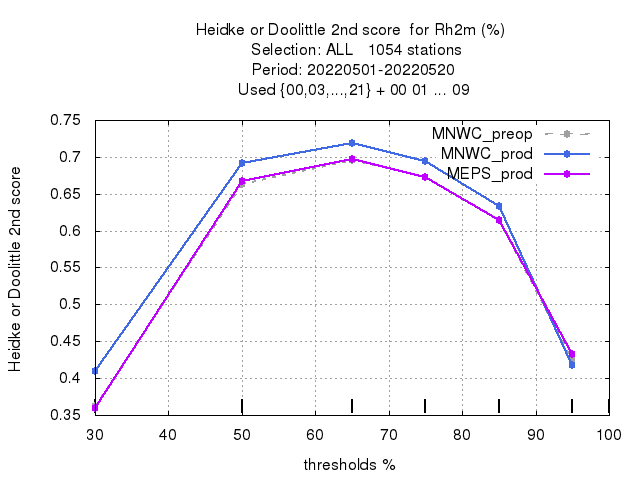 Heidke or Doolittle 2nd score  for Rh2m (%)
Selection: ALL   1054 stations
Period: 20220501-20220520
Used {00,03,...,21} + 00 01 ... 09
MNWC_preop
MNWC_prod
MEPS_prod
0.75
0.7
0.65
0.6
0.55
0.5
0.45
0.4
0.35
Heidke or Doolittle 2nd score
30 40 50 60 70 80 90 100
thresholds %